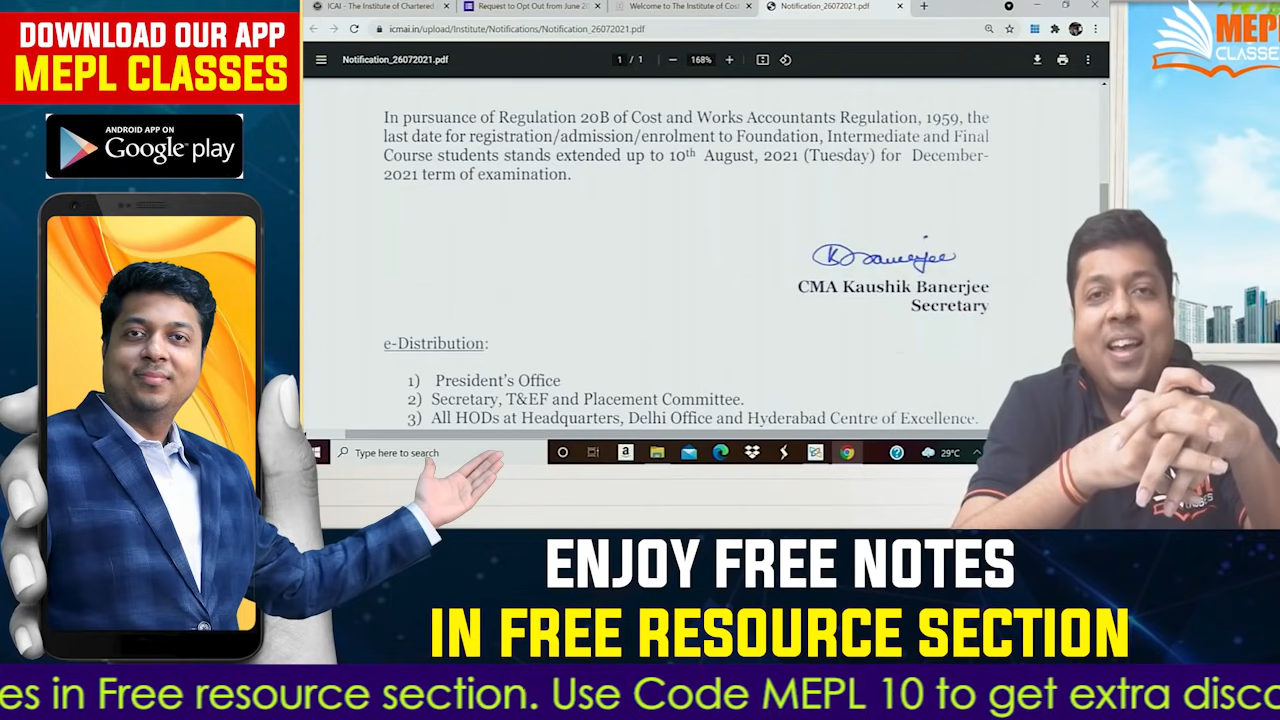 DOWNLOAD OUR APP
MEPL CLASSES
ANDROID APP ON
Google play
ICAI - The Institute of Chartered
Request to Opt Out from June 2
Welcome to The Institute of Cost
Notification_26072021.pdf
icmai.in/upload/Institute/Notifications/Notification_26072021.pdf
Notification_26072021.pdf
1 / 1
168%
In pursuance of Regulation 20B of Cost and Works Accountants Regulation, 1959, the
last date for registration/admission/enrolment to Foundation, Intermediate and Final
Course students stands extended up to 10th August, 2021 (Tuesday) for December-
2021 term of examination.
CMA Kaushik Banerjee
Secretary
e-Distribution:
1) President's Office
2) Secretary, T&EF and Placement Committee.
3) All HODs at Headquarters, Delhi Office and Hyderabad Centre of Excellence.
Type here to search
29°C
MEPL
CLASSES
ENJOY FREE NOTES
IN FREE RESOURCE SECTION
es in Free resource section. Use Code MEPL 10 to get extra disco